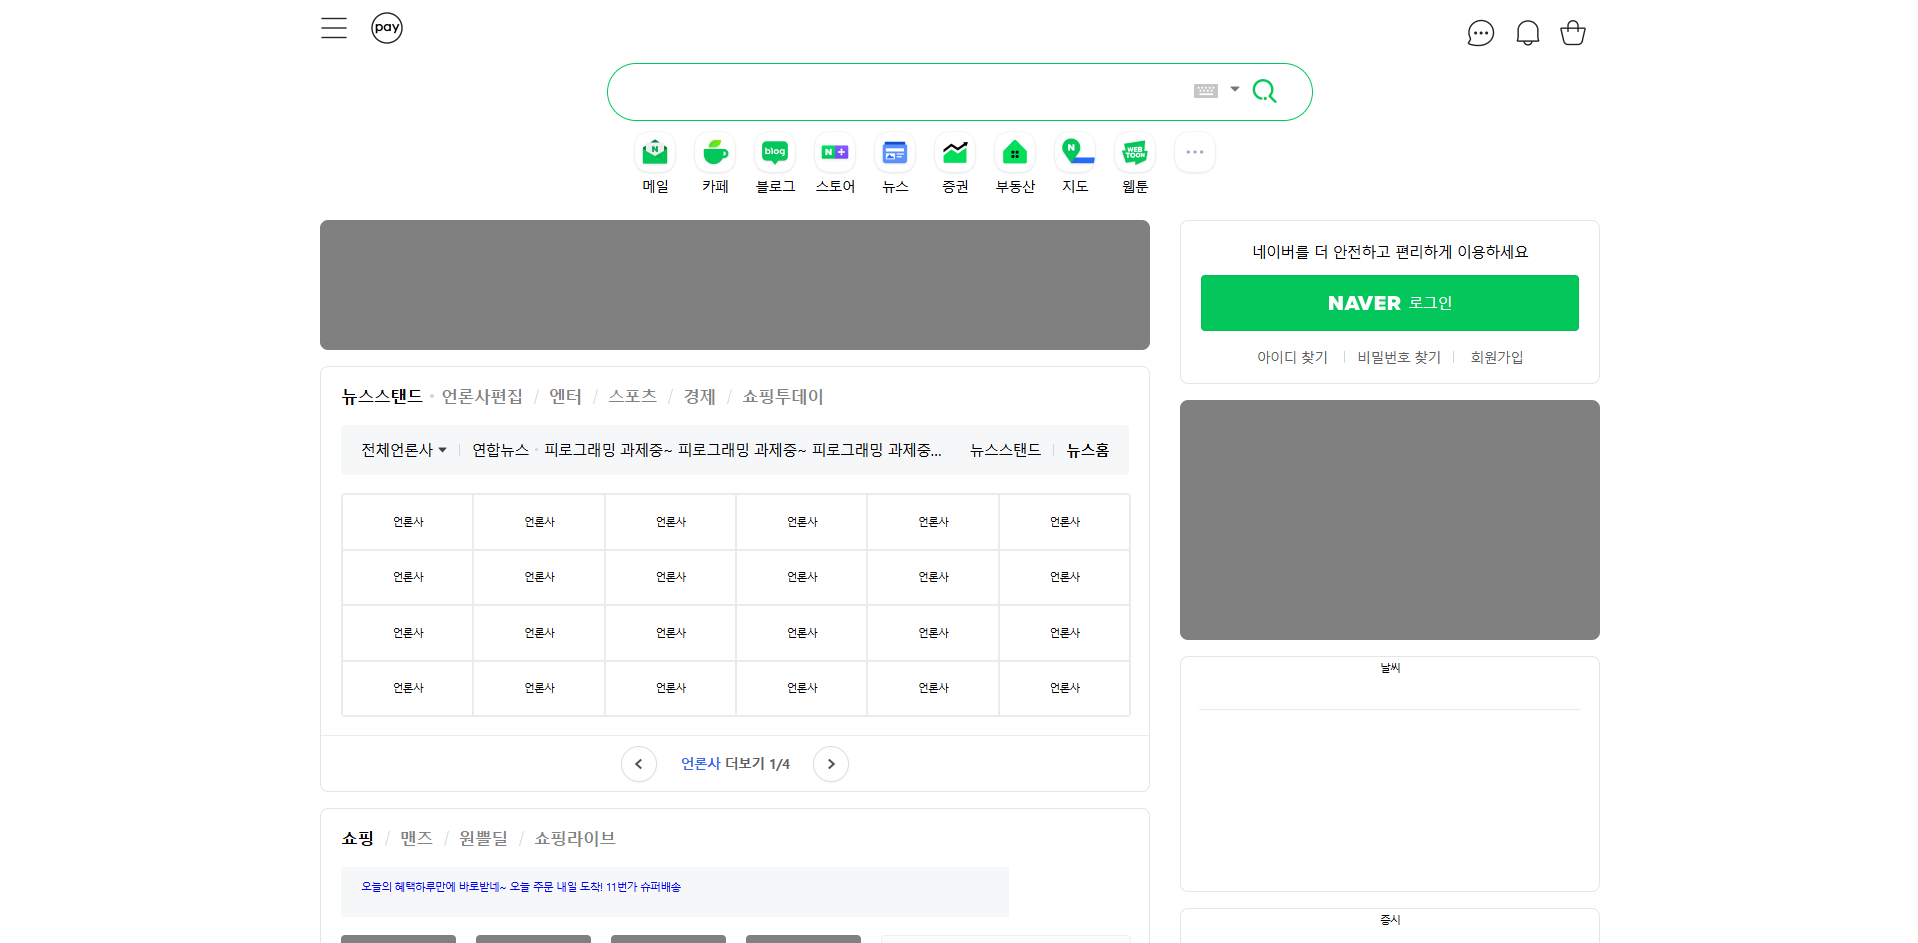 pay
메일 카페 블로그 스토어 뉴스 증권 부동산 지도 웹툰
N blog N+ N WEB TOON
네이버를 더 안전하고 편리하게 이용하세요
NAVER 로그인
아이디 찾기 비밀번호 찾기 회원가입
뉴스스탠드 · 언론사편집 / 엔터 / 스포츠 / 경제 / 쇼핑투데이
전체언론사 연합뉴스 · 피로그래밍 과제중~ 피로그래밍 과제중~ 피로그래밍 과제중... 뉴스스탠드 뉴스홈
언론사 언론사 언론사 언론사 언론사 언론사
언론사 언론사 언론사 언론사 언론사 언론사
언론사 언론사 언론사 언론사 언론사 언론사
언론사 언론사 언론사 언론사 언론사 언론사
날씨
언론사 더보기 1/4
쇼핑 / 맨즈 / 원쁠딜 / 쇼핑라이브
오늘의 혜택하루만에 바로받네~ 오늘 주문 내일 도착! 11번가 슈퍼배송
증시